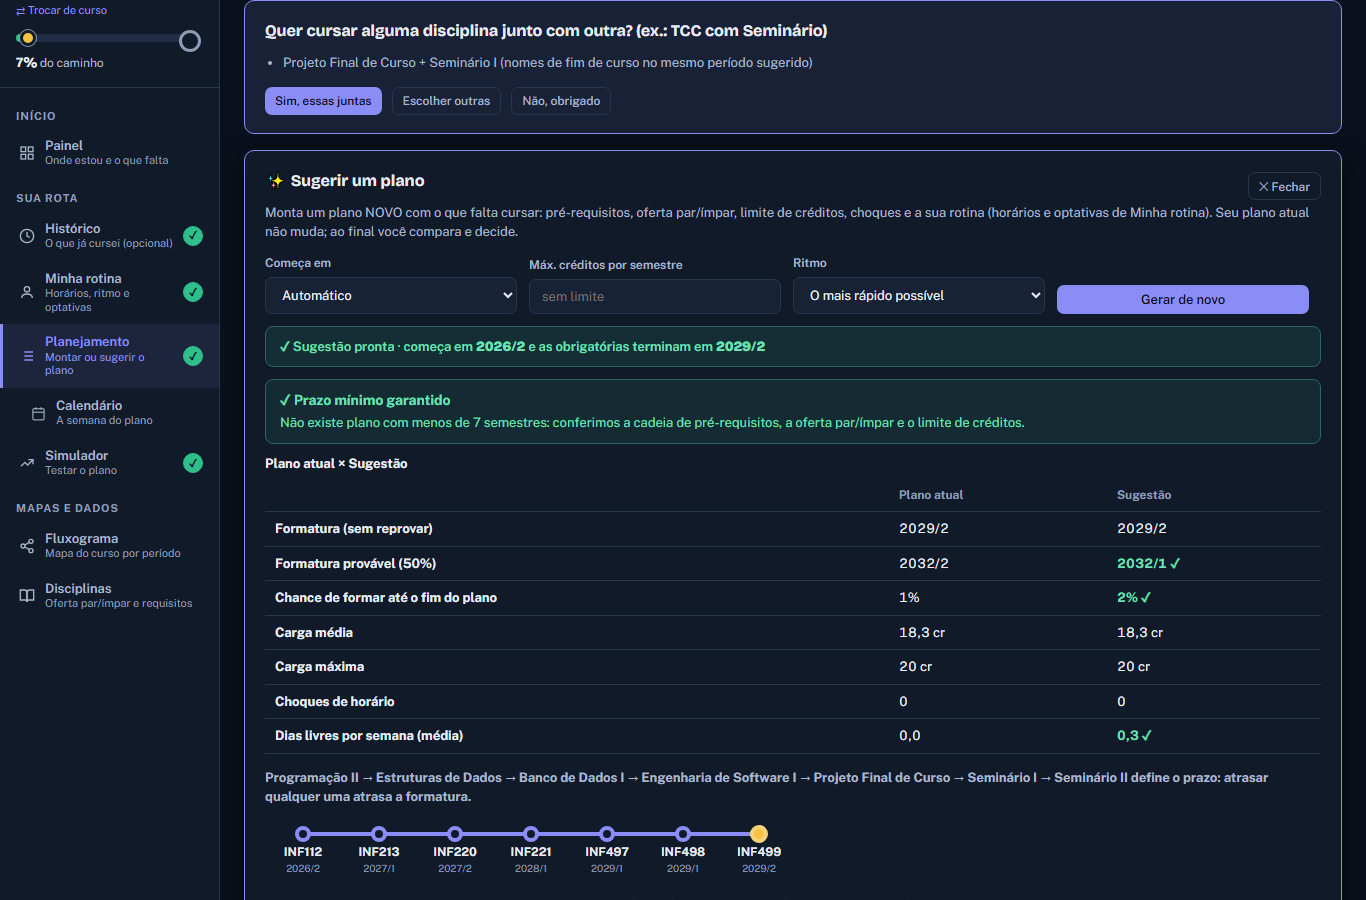 ⇄ Trocar de curso
7% do caminho
INÍCIO
Painel
Onde estou e o que falta
SUA ROTA
Histórico
O que já cursei (opcional)
Minha rotina
Horários, ritmo e
optativas
Planejamento
Montar ou sugerir o
plano
Calendário
A semana do plano
Simulador
Testar o plano
MAPAS E DADOS
Fluxograma
Mapa do curso por período
Disciplinas
Oferta par/ímpar e requisitos
Quer cursar alguma disciplina junto com outra? (ex.: TCC com Seminário)
• Projeto Final de Curso + Seminário I (nomes de fim de curso no mesmo período sugerido)
Sim, essas juntas
Escolher outras
Não, obrigado
✨ Sugerir um plano
✕ Fechar
Monta um plano NOVO com o que falta cursar: pré-requisitos, oferta par/ímpar, limite de créditos, choques e a sua rotina (horários e optativas de Minha rotina). Seu plano atual
não muda; ao final você compara e decide.
Começa em
Máx. créditos por semestre
Ritmo
Automático
sem limite
O mais rápido possível
Gerar de novo
✓ Sugestão pronta · começa em 2026/2 e as obrigatórias terminam em 2029/2
✓ Prazo mínimo garantido
Não existe plano com menos de 7 semestres: conferimos a cadeia de pré-requisitos, a oferta par/ímpar e o limite de créditos.
Plano atual × Sugestão
Plano atual Sugestão
Formatura (sem reprovar) 2029/2 2029/2
Formatura provável (50%) 2032/2 2032/1 ✓
Chance de formar até o fim do plano 1% 2% ✓
Carga média 18,3 cr 18,3 cr
Carga máxima 20 cr 20 cr
Choques de horário 0 0
Dias livres por semana (média) 0,0 0,3 ✓
Programação II → Estruturas de Dados → Banco de Dados I → Engenharia de Software I → Projeto Final de Curso → Seminário I → Seminário II define o prazo: atrasar
qualquer uma atrasa a formatura.
INF112 INF213 INF220 INF221 INF497 INF498 INF499
2026/2 2027/1 2027/2 2028/1 2029/1 2029/1 2029/2